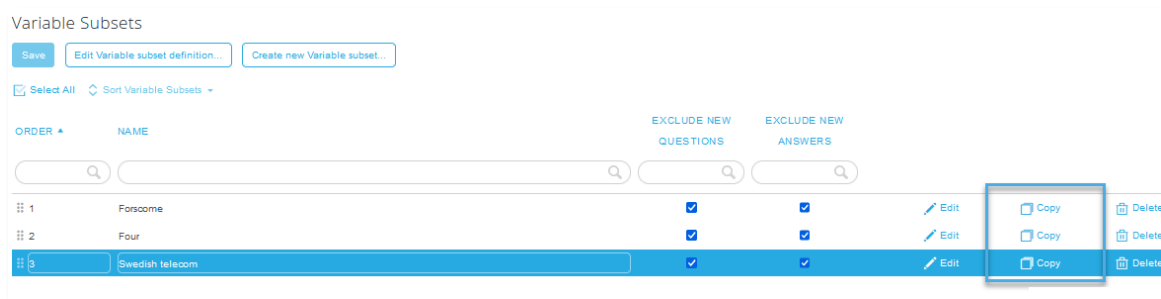 Variable Subsets
Save Edit Variable subset definition... Create new Variable subset...
Select All Sort Variable Subsets
ORDER NAME EXCLUDE NEW QUESTIONS EXCLUDE NEW ANSWERS
1 Forscome Edit Copy Delete
2 Four Edit Copy Delete
3 Swedish telecom Edit Copy Delete